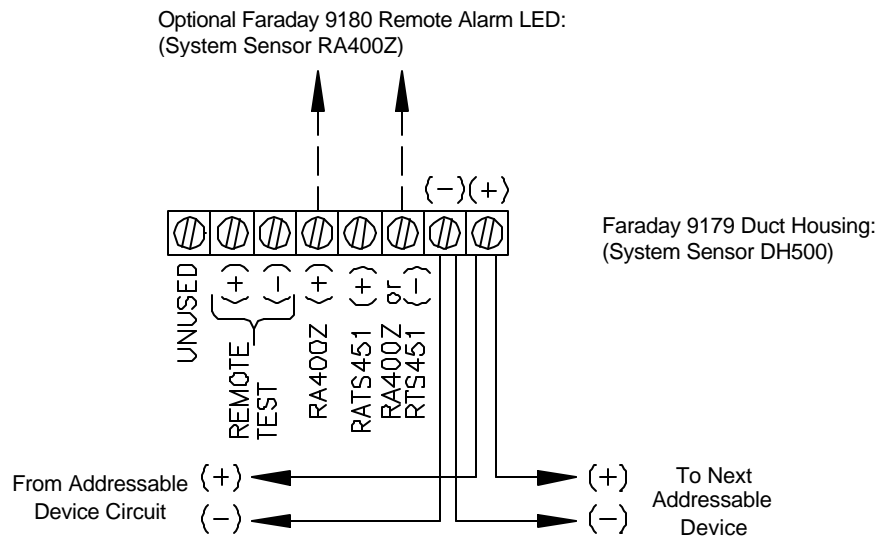 Optional Faraday 9180 Remote Alarm LED:
(System Sensor RA400Z)
(-)(+)
Faraday 9179 Duct Housing:
(System Sensor DH500)
UNUSED
(+)
(-)
REMOTE
TEST
(+)
RA400Z
(+)
RATS451
or
RA400Z
(-)
RTS451
From Addressable
Device Circuit
(+)
(-)
(+)
(-)
To Next
Addressable
Device